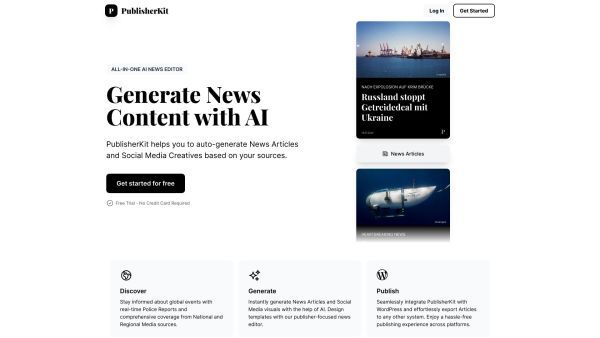 P PublisherKit
Log In
Get Started
ALL-IN-ONE AI NEWS EDITOR
Generate News
Content with AI
PublisherKit helps you to auto-generate News Articles
and Social Media Creatives based on your sources.
Get started for free
Free Trial - No Credit Card Required
NACH EXPOLOSION AUF KRIM BRÜCKE
Russland stoppt
Getreidedeal mit
Ukraine
News Articles
Discover
Stay informed about global events with
real-time Police Reports and
comprehensive coverage from National and
Regional media sources.
Generate
Instantly generate News Articles and Social
Media visuals with the help of AI. Design
templates with our publisher-focused news
editor.
Publish
Seamlessly integrate PublisherKit with
WordPress and effortlessly export Articles
to any other system. Enjoy a hassle-free
publishing experience across platforms.